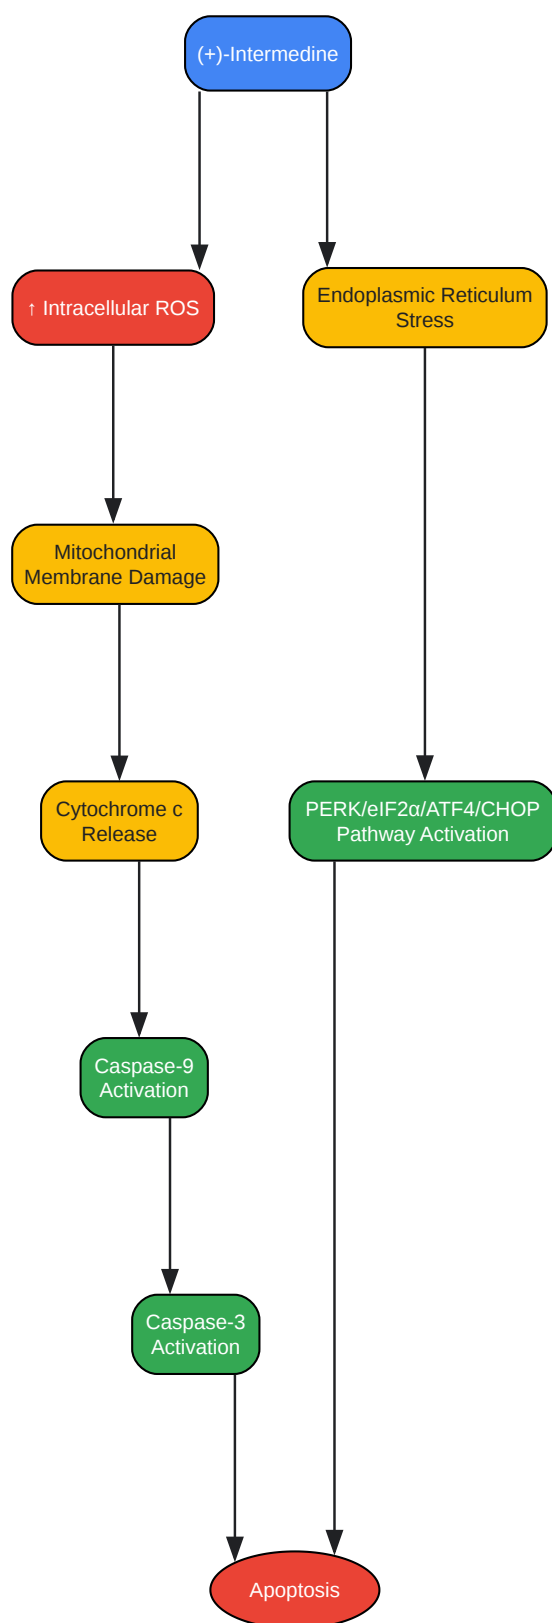 (+)-Intermedine
↑ Intracellular ROS
Endoplasmic Reticulum
Stress
Mitochondrial
Membrane Damage
Cytochrome c
Release
PERK/eIF2α/ATF4/CHOP
Pathway Activation
Caspase-9
Activation
Caspase-3
Activation
Apoptosis